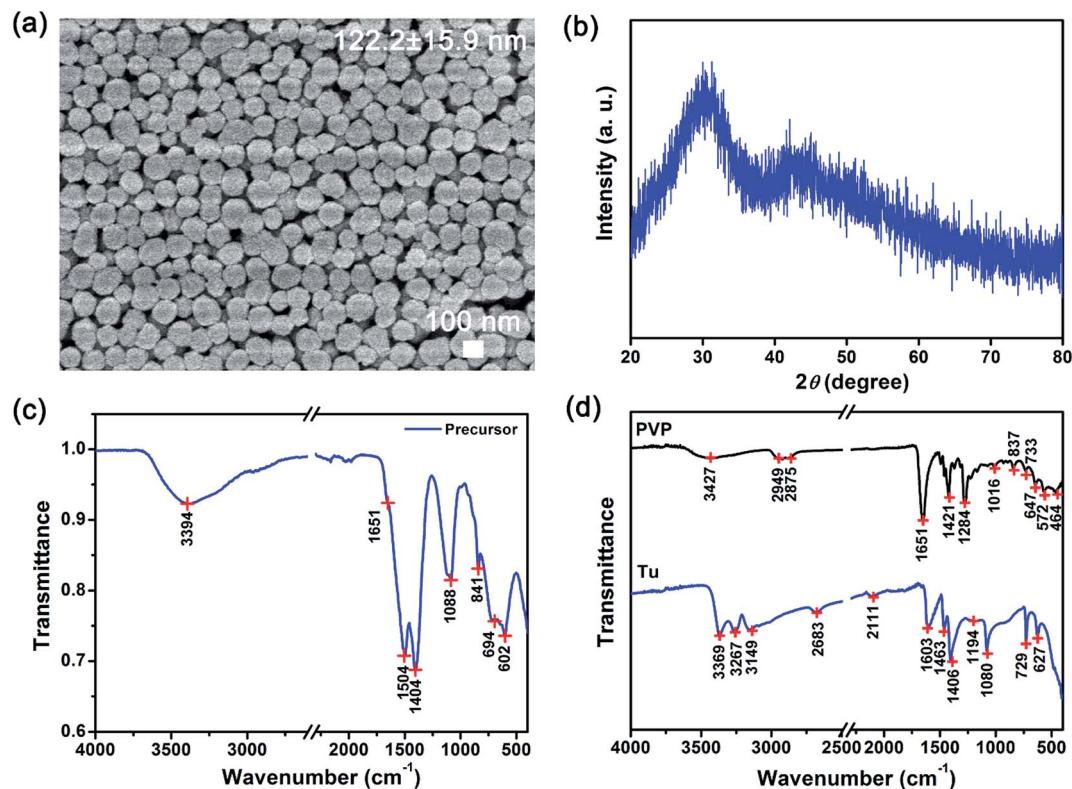 (a)
122.2±15.9 nm
100 nm
(b)
Intensity (a. u.)
20 30 40 50 60 70 80
2θ (degree)
(c)
Precursor
1.0
0.9
0.8
0.7
0.6
Transmittance
3394
1651
1504
1404
1088
841
694
602
4000 3500 3000 2000 1500 1000 500
Wavenumber (cm⁻¹)
(d)
PVP
3427
2949
2875
1651
1421
1284
1016
837
733
647
572
464
Tu
3369
3267
3149
2683
2111
1603
1463
1406
1194
1080
729
627
Transmittance
4000 3500 3000 2500 2000 1500 1000 500
Wavenumber (cm⁻¹)